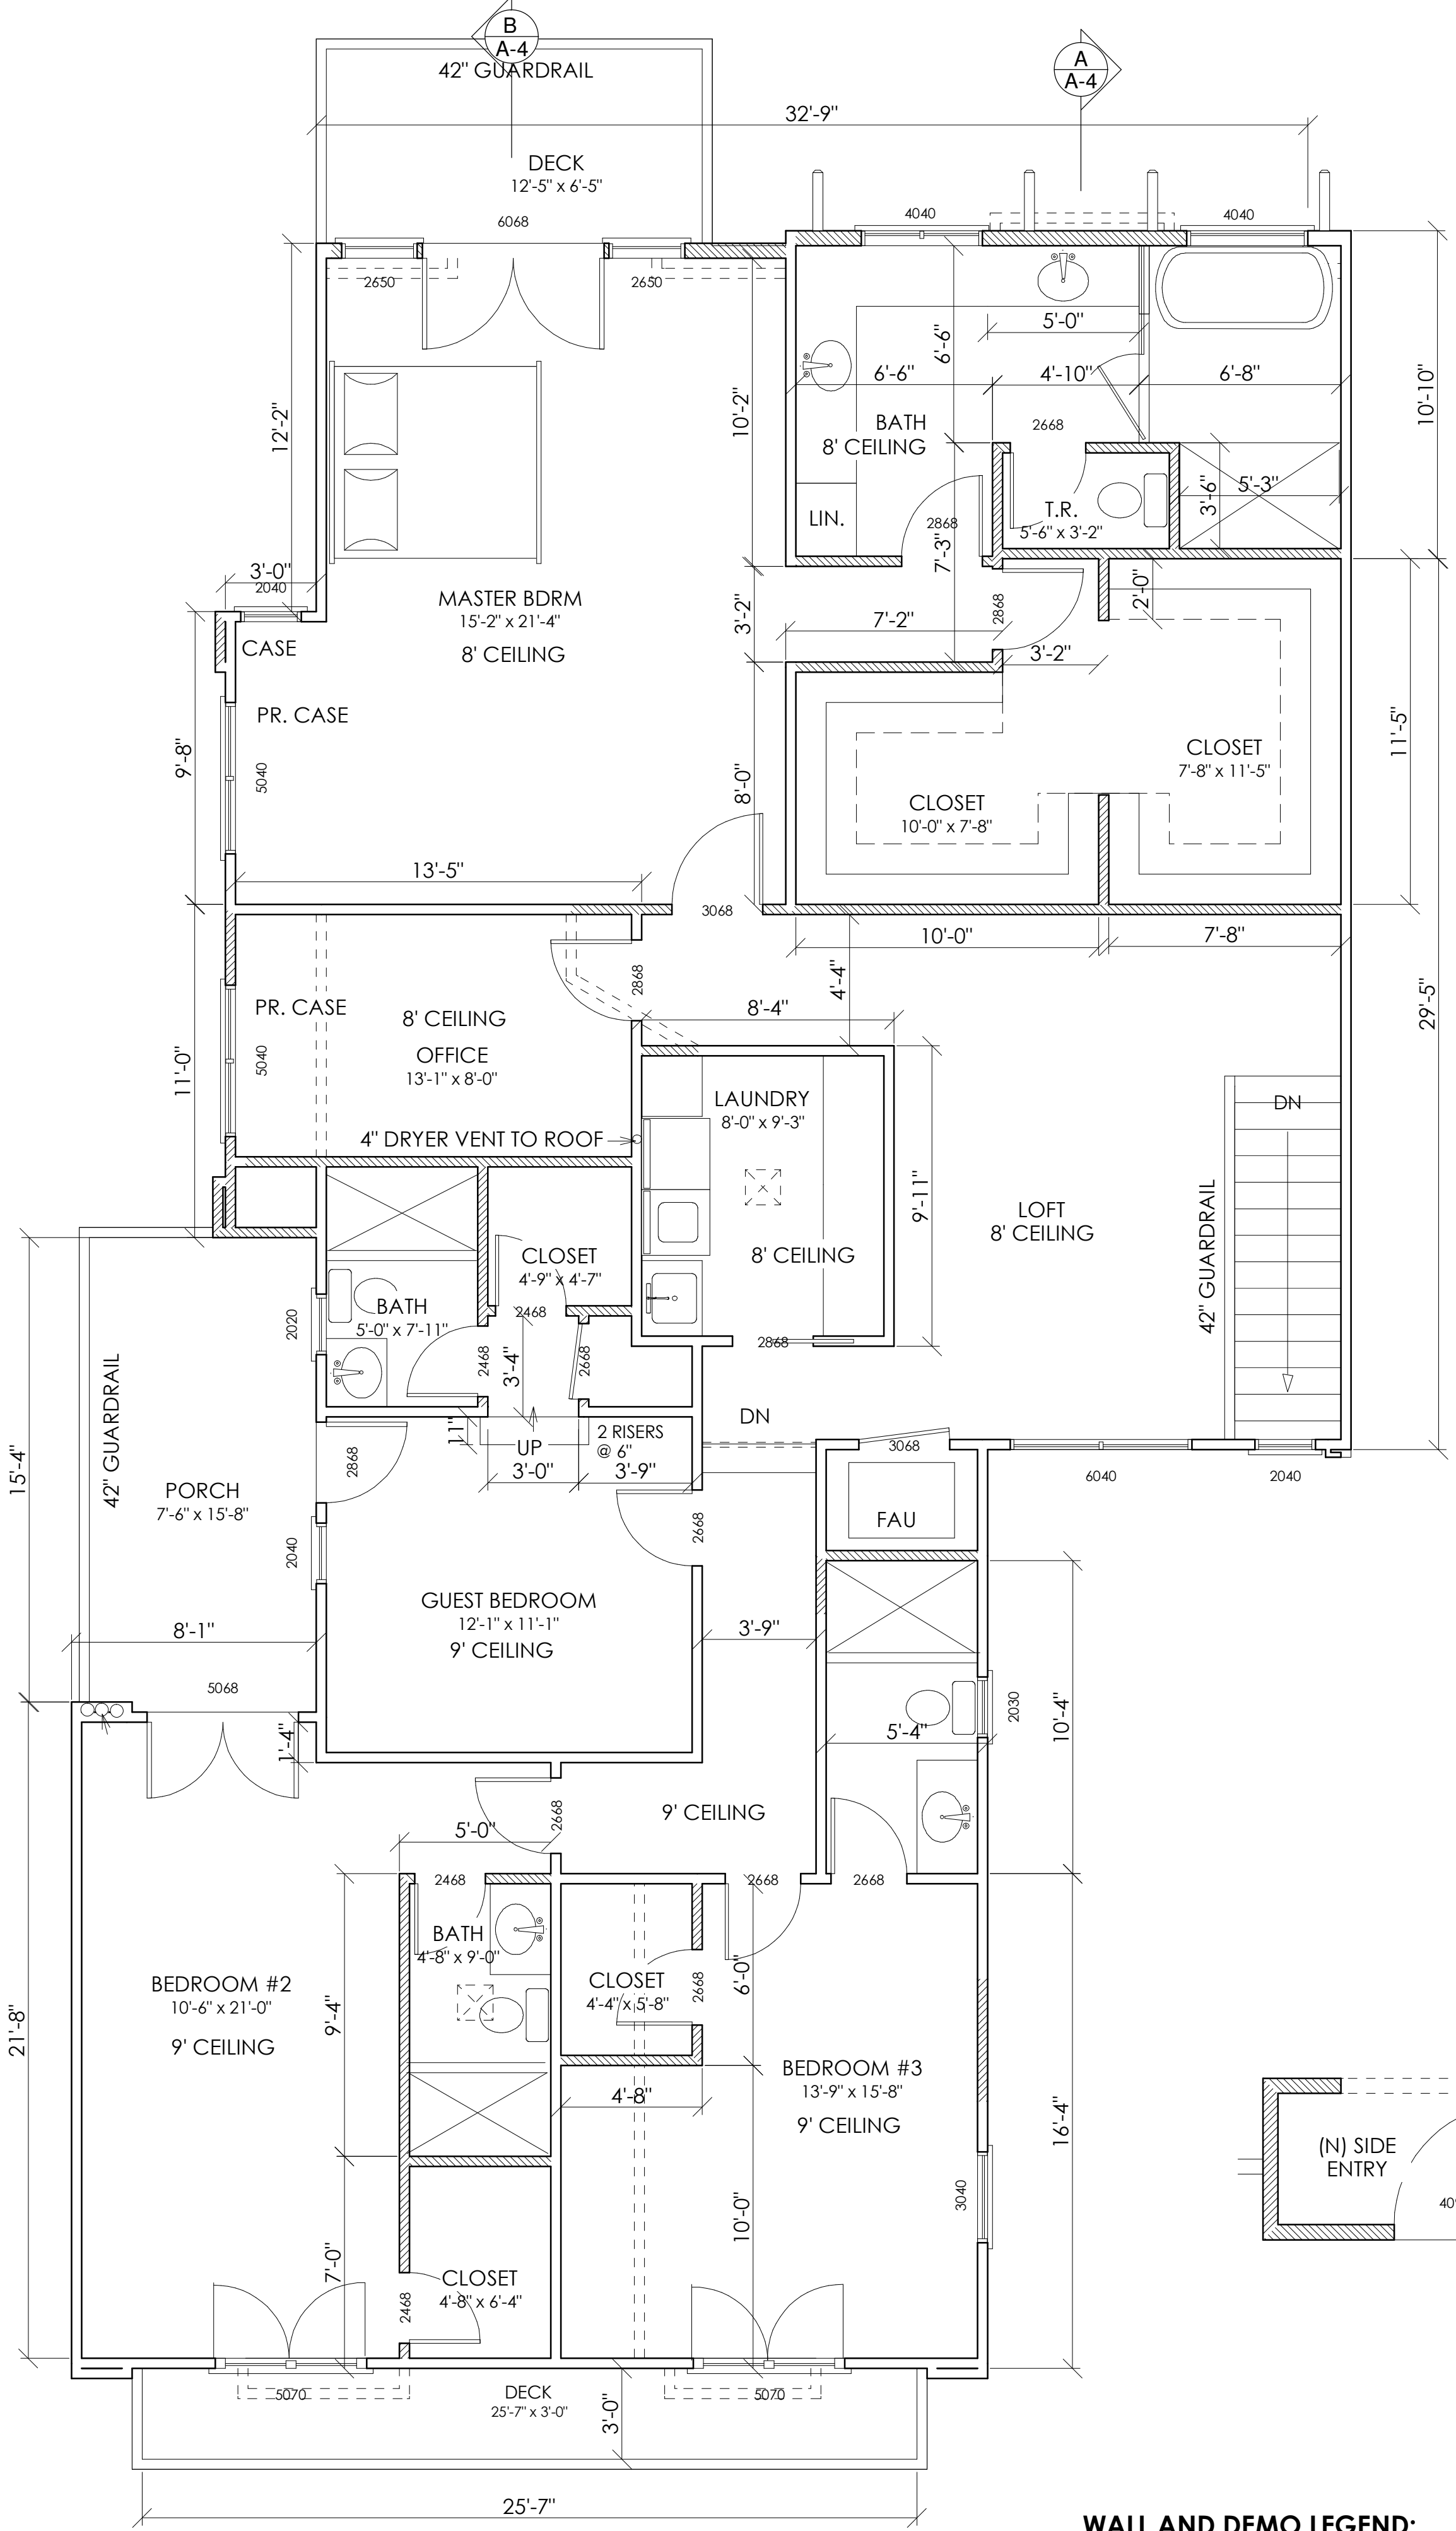 B
A-4
42" GUARDRAIL
A
A-4
32'-9"
DECK
12'-5" x 6'-5"
6068
4040
4040
2650
2650
5'-0"
6'-6"
6'-6"
4'-10"
6'-8"
10'-10"
12'-2"
10'-2"
BATH
8' CEILING
2668
3'-6"
5'-3"
LIN.
2868
T.R.
5'-6" x 3'-2"
7'-3"
3'-0"
2040
MASTER BDRM
15'-2" x 21'-4"
8' CEILING
3'-2"
7'-2"
2868
2'-0"
3'-2"
CASE
PR. CASE
9'-8"
5040
8'-0"
CLOSET
7'-8" x 11'-5"
CLOSET
10'-0" x 7'-8"
11'-5"
13'-5"
3068
10'-0"
7'-8"
4'-4"
2868
PR. CASE
8' CEILING
8'-4"
29'-5"
OFFICE
13'-1" x 8'-0"
5040
11'-0"
LAUNDRY
8'-0" x 9'-3"
DN
4" DRYER VENT TO ROOF
9'-11"
LOFT
8' CEILING
42" GUARDRAIL
8' CEILING
CLOSET
4'-9" x 4'-7"
2468
BATH
5'-0" x 7'-11"
2020
2468
3'-4"
2668
2868
42" GUARDRAIL
DN
11"
UP
2 RISERS
@ 6"
3'-0"
3'-9"
2868
3068
6040
2040
15'-4"
PORCH
7'-6" x 15'-8"
2040
2668
FAU
GUEST BEDROOM
12'-1" x 11'-1"
9' CEILING
8'-1"
3'-9"
5068
2030
10'-4"
1'-4"
5'-4"
2668
9' CEILING
5'-0"
2468
2668
2668
BATH
4'-8" x 9'-0"
6'-0"
CLOSET
4'-4" x 5'-8"
2668
BEDROOM #2
10'-6" x 21'-0"
9' CEILING
9'-4"
21'-8"
BEDROOM #3
13'-9" x 15'-8"
9' CEILING
4'-8"
16'-4"
(N) SIDE
ENTRY
3040
10'-0"
7'-0"
CLOSET
4'-8" x 6'-4"
2468
5070
DECK
25'-7" x 3'-0"
5070
3'-0"
25'-7"
WALL AND DEMO LEGEND: